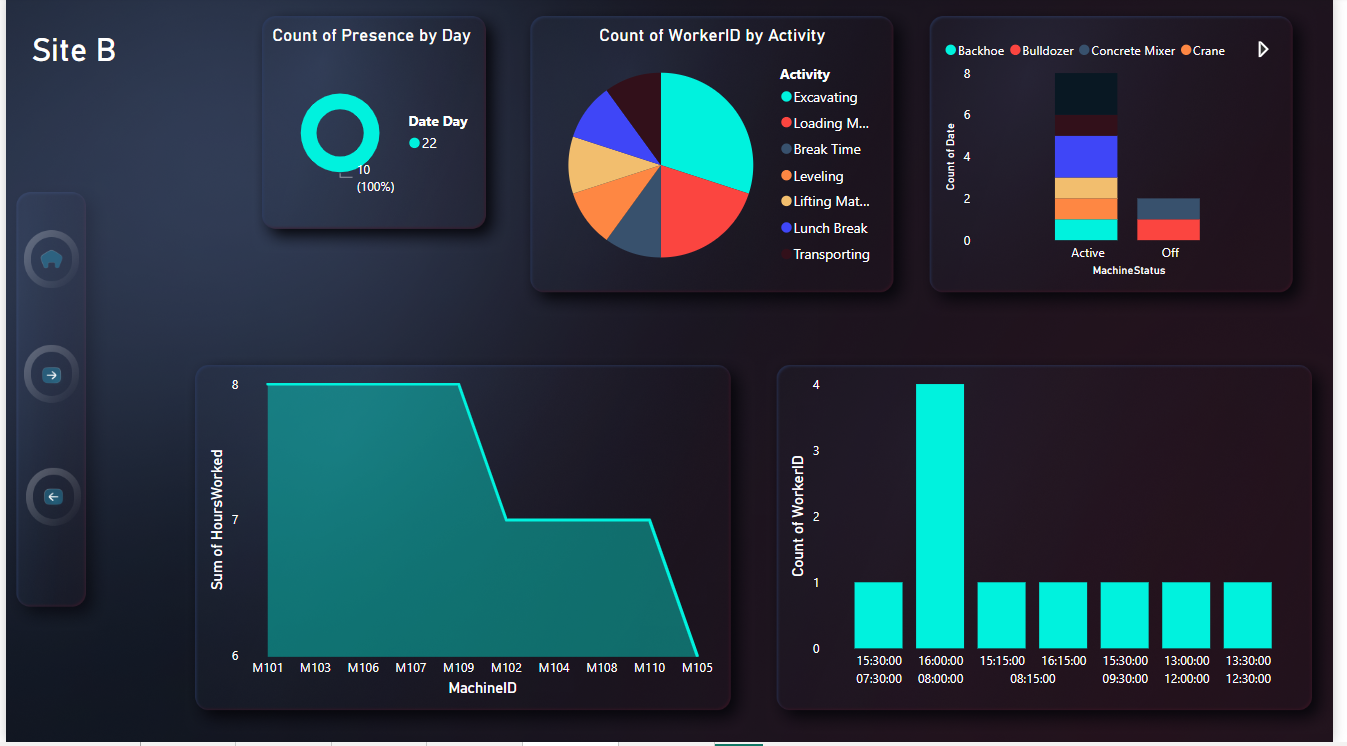 Site B
Count of Presence by Day
Date Day
22
10
(100%)
Count of WorkerID by Activity
Activity
Excavating
Loading M...
Break Time
Leveling
Lifting Mat...
Lunch Break
Transporting
Backhoe Bulldozer Concrete Mixer Crane
8
6
4
2
0
Count of Date
Active Off
MachineStatus
8
7
6
Sum of HoursWorked
M101 M103 M106 M107 M109 M102 M104 M108 M110 M105
MachineID
4
3
2
1
0
Count of WorkerID
15:30:00 16:00:00 15:15:00 16:15:00 15:30:00 13:00:00 13:30:00
07:30:00 08:00:00 08:15:00 09:30:00 12:00:00 12:30:00